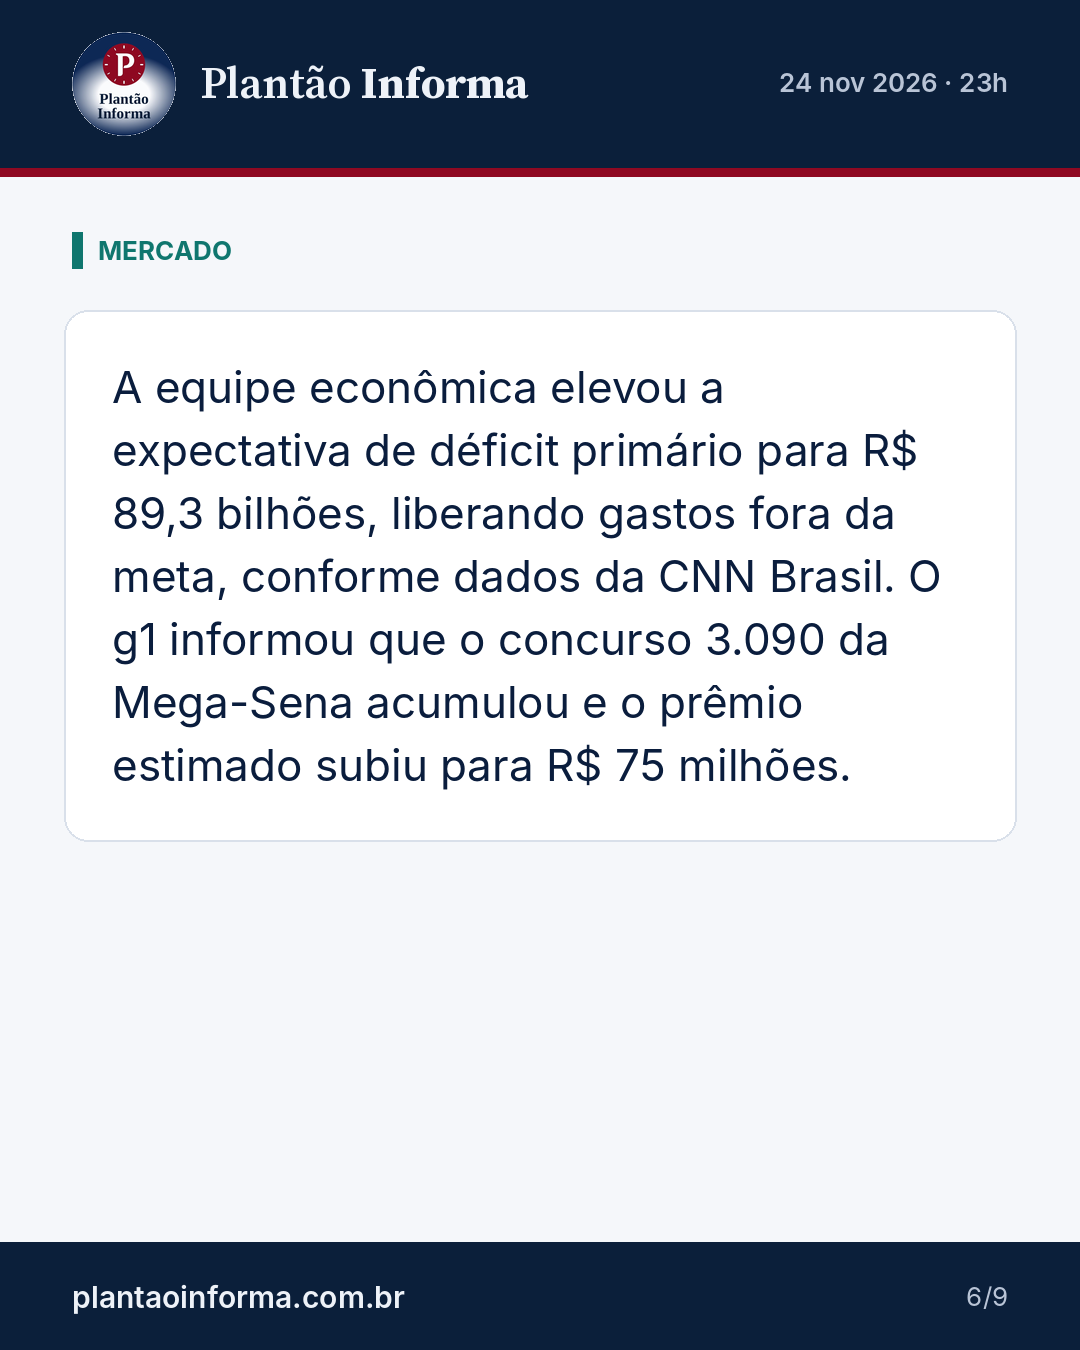 P
Plantão
Informa
Plantão Informa
24 nov 2026 · 23h
MERCADO
A equipe econômica elevou a
expectativa de déficit primário para R$
89,3 bilhões, liberando gastos fora da
meta, conforme dados da CNN Brasil. O
g1 informou que o concurso 3.090 da
Mega-Sena acumulou e o prêmio
estimado subiu para R$ 75 milhões.
plantaoinforma.com.br
6/9